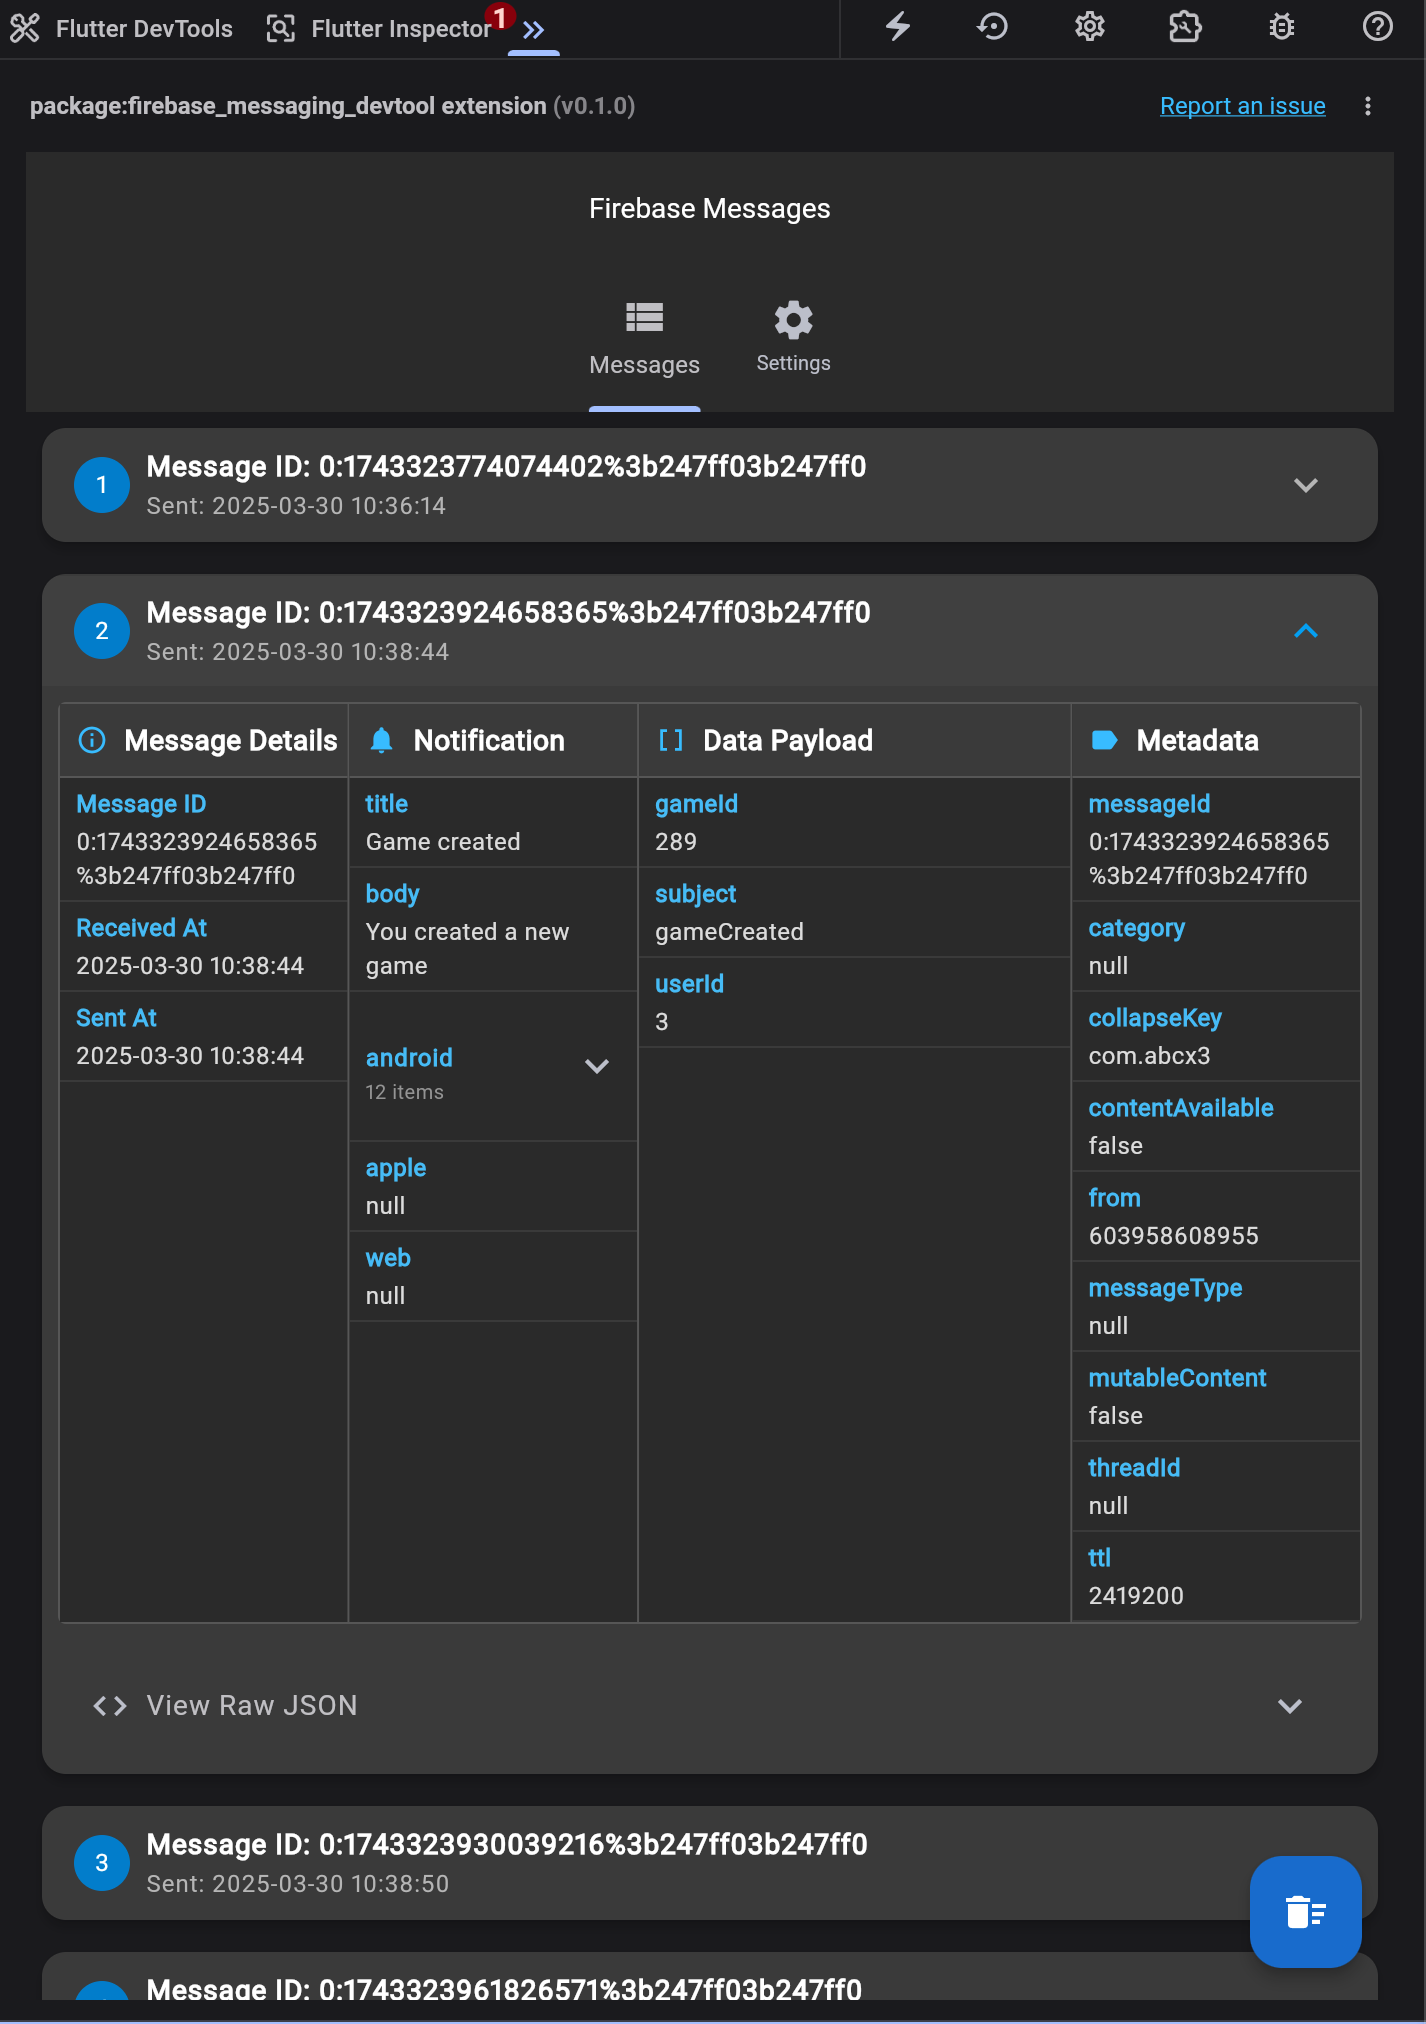 Flutter DevTools
Flutter Inspector
1
package:firebase_messaging_devtool extension (v0.1.0)
Report an issue
Firebase Messages
Messages
Settings
1
Message ID: 0:1743323774074402%3b247ff03b247ff0
Sent: 2025-03-30 10:36:14
2
Message ID: 0:1743323924658365%3b247ff03b247ff0
Sent: 2025-03-30 10:38:44
Message Details
Message ID
0:1743323924658365
%3b247ff03b247ff0
Received At
2025-03-30 10:38:44
Sent At
2025-03-30 10:38:44
Notification
title
Game created
body
You created a new
game
android
12 items
apple
null
web
null
Data Payload
gameId
289
subject
gameCreated
userId
3
Metadata
messageId
0:1743323924658365
%3b247ff03b247ff0
category
null
collapseKey
com.abcx3
contentAvailable
false
from
603958608955
messageType
null
mutableContent
false
threadId
null
ttl
2419200
View Raw JSON
3
Message ID: 0:1743323930039216%3b247ff03b247ff0
Sent: 2025-03-30 10:38:50
Message ID: 0:1743323961826571%3b247ff03b247ff0